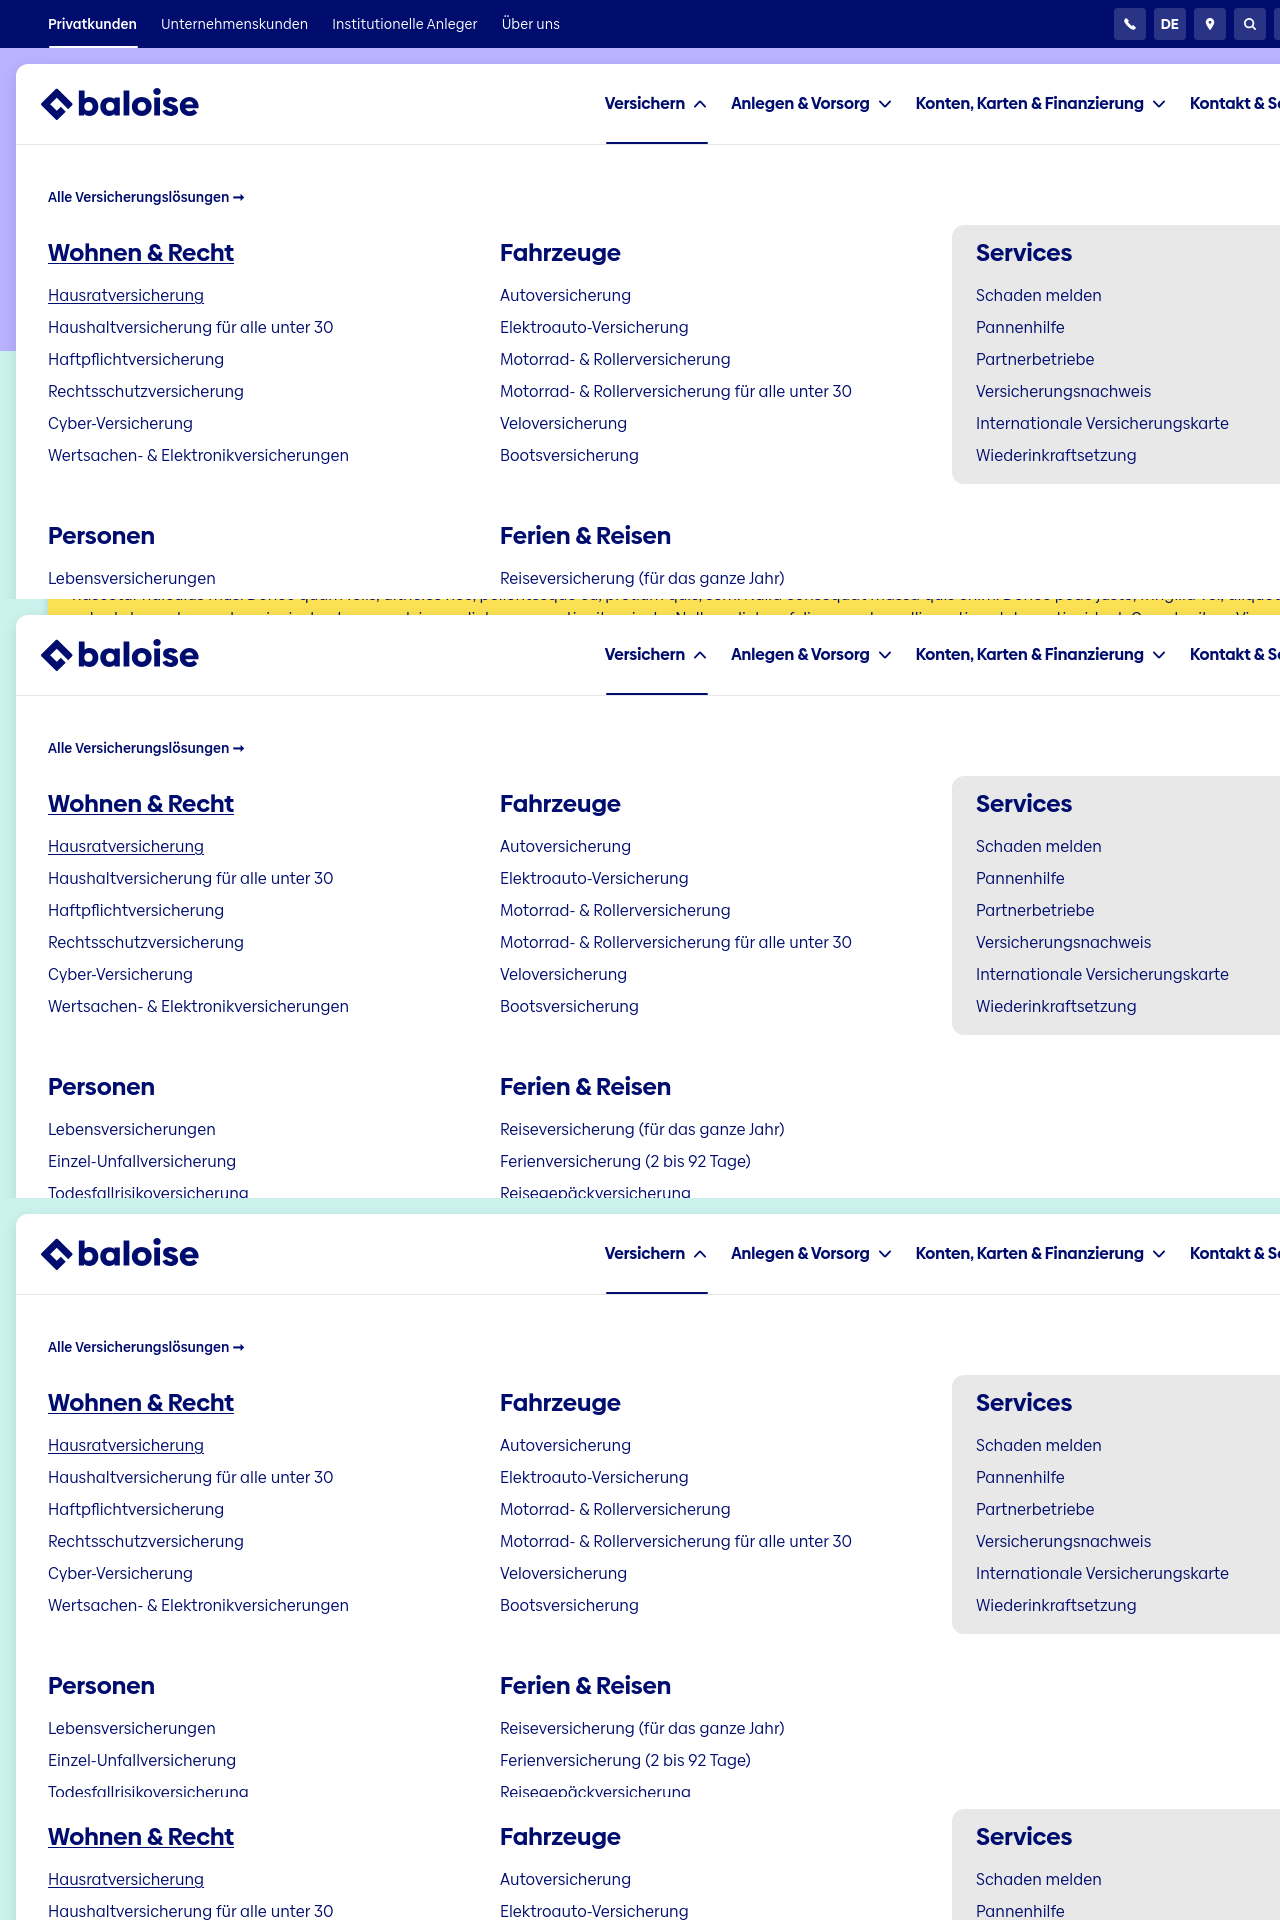 Privatkunden Unternehmenskunden Institutionelle Anleger Über uns DE
baloise Versichern Anlegen & Vorsorg Konten, Karten & Finanzierung Kontakt &
Alle Versicherungslösungen →
Wohnen & Recht Fahrzeuge Services
Hausratversicherung Autoversicherung Schaden melden
Haushaltversicherung für alle unter 30 Elektroauto-Versicherung Pannenhilfe
Haftpflichtversicherung Motorrad- & Rollerversicherung Partnerbetriebe
Rechtsschutzversicherung Motorrad- & Rollerversicherung für alle unter 30 Versicherungsnachweis
Cyber-Versicherung Veloversicherung Internationale Versicherungskarte
Wertsachen- & Elektronikversicherungen Bootsversicherung Wiederinkraftsetzung
Personen Ferien & Reisen
Lebensversicherungen Reiseversicherung (für das ganze Jahr)
baloise Versichern Anlegen & Vorsorg Konten, Karten & Finanzierung Kontakt &
Alle Versicherungslösungen →
Wohnen & Recht Fahrzeuge Services
Hausratversicherung Autoversicherung Schaden melden
Haushaltversicherung für alle unter 30 Elektroauto-Versicherung Pannenhilfe
Haftpflichtversicherung Motorrad- & Rollerversicherung Partnerbetriebe
Rechtsschutzversicherung Motorrad- & Rollerversicherung für alle unter 30 Versicherungsnachweis
Cyber-Versicherung Veloversicherung Internationale Versicherungskarte
Wertsachen- & Elektronikversicherungen Bootsversicherung Wiederinkraftsetzung
Personen Ferien & Reisen
Lebensversicherungen Reiseversicherung (für das ganze Jahr)
Einzel-Unfallversicherung Ferienversicherung (2 bis 92 Tage)
Todesfallrisikoversicherung Reisegepäckversicherung
baloise Versichern Anlegen & Vorsorg Konten, Karten & Finanzierung Kontakt &
Alle Versicherungslösungen →
Wohnen & Recht Fahrzeuge Services
Hausratversicherung Autoversicherung Schaden melden
Haushaltversicherung für alle unter 30 Elektroauto-Versicherung Pannenhilfe
Haftpflichtversicherung Motorrad- & Rollerversicherung Partnerbetriebe
Rechtsschutzversicherung Motorrad- & Rollerversicherung für alle unter 30 Versicherungsnachweis
Cyber-Versicherung Veloversicherung Internationale Versicherungskarte
Wertsachen- & Elektronikversicherungen Bootsversicherung Wiederinkraftsetzung
Personen Ferien & Reisen
Lebensversicherungen Reiseversicherung (für das ganze Jahr)
Einzel-Unfallversicherung Ferienversicherung (2 bis 92 Tage)
Todesfallrisikoversicherung Reisegepäckversicherung
Wohnen & Recht Fahrzeuge Services
Hausratversicherung Autoversicherung Schaden melden
Haushaltversicherung für alle unter 30 Elektroauto-Versicherung Pannenhilfe